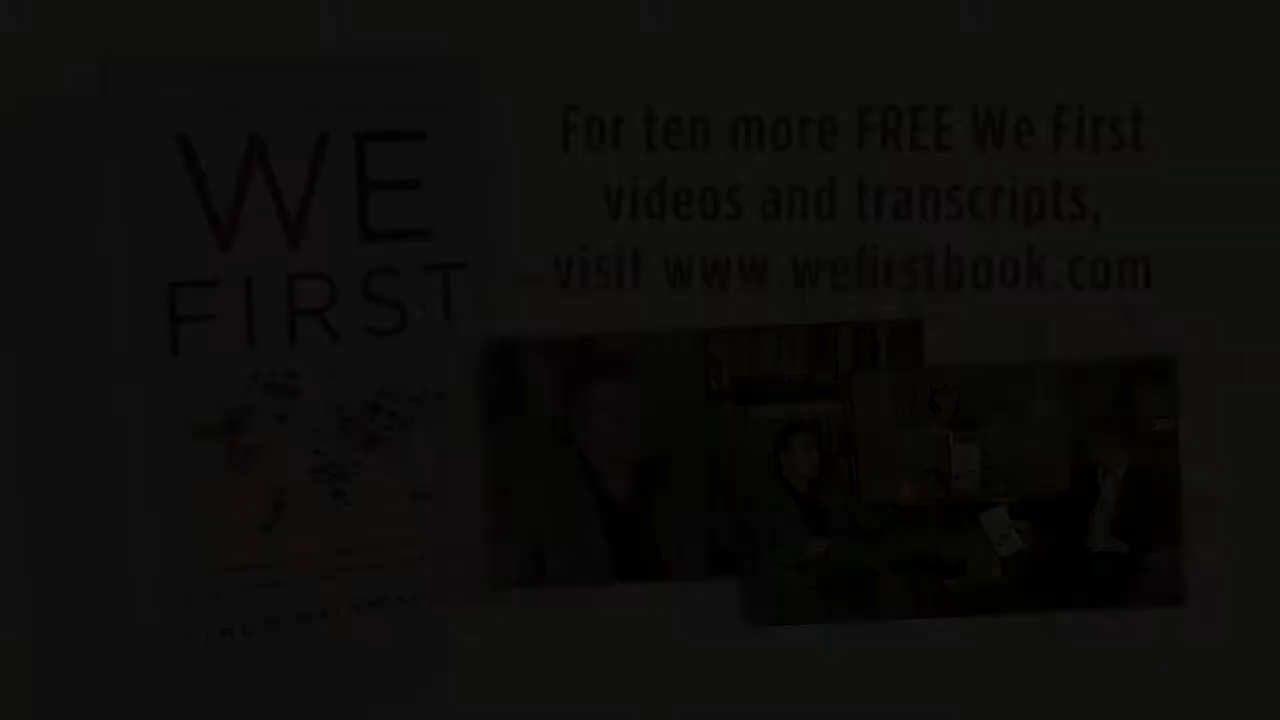 WE
FIRST
For ten more FREE We First
videos and transcripts,
visit www.wefirstbook.com